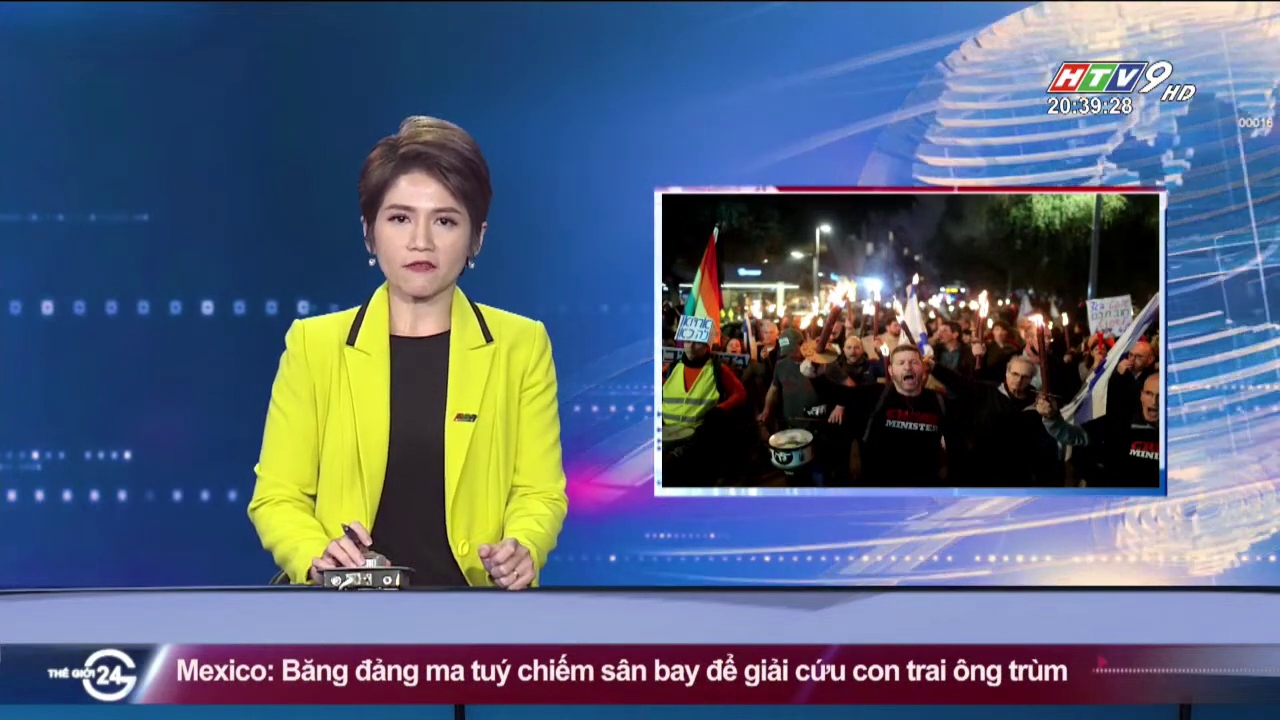 HTV9 HD
20:39:28
00016
MINISTER
THẾ GIỚI 24G
Mexico: Băng đảng ma tuý chiếm sân bay để giải cứu con trai ông trùm